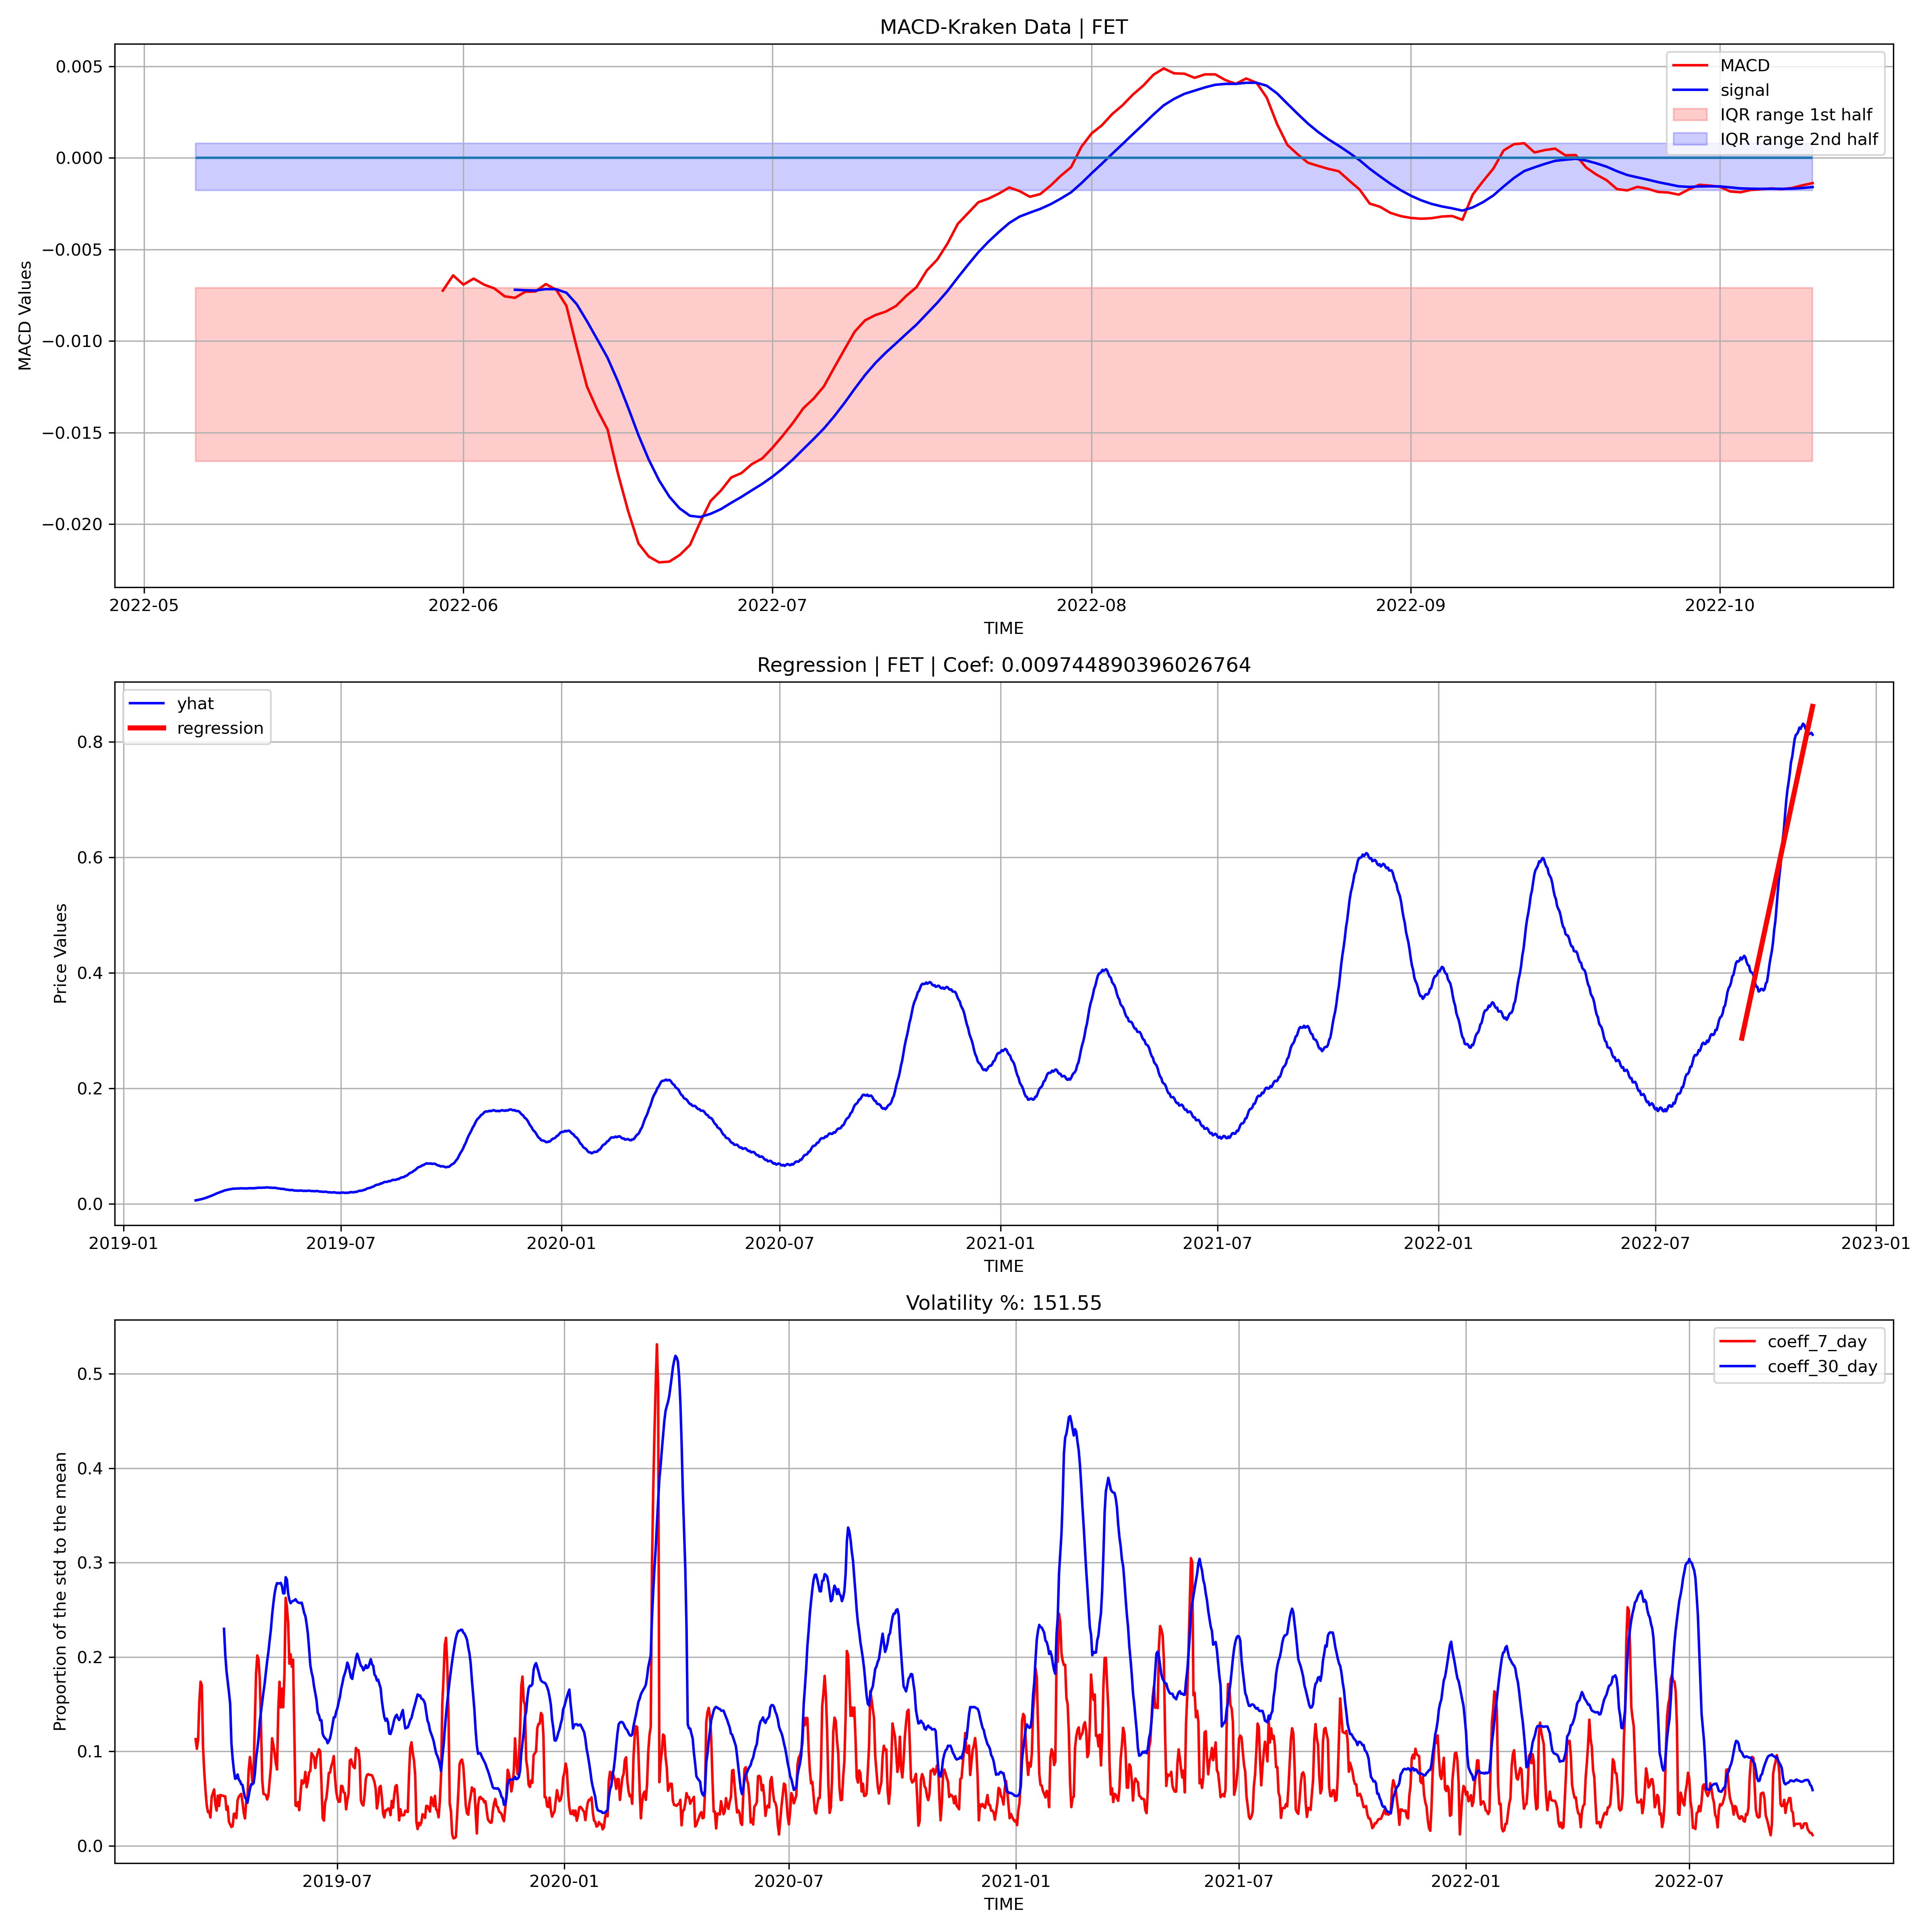 MACD-Kraken Data | FET
MACD Values
0.005
0.000
−0.005
−0.010
−0.015
−0.020
MACD
signal
IQR range 1st half
IQR range 2nd half
2022-05 2022-06 2022-07 2022-08 2022-09 2022-10
TIME
Regression | FET | Coef: 0.009744890396026764
Price Values
0.8
0.6
0.4
0.2
0.0
yhat
regression
2019-01 2019-07 2020-01 2020-07 2021-01 2021-07 2022-01 2022-07 2023-01
TIME
Volatility %: 151.55
Proportion of the std to the mean
0.5
0.4
0.3
0.2
0.1
0.0
coeff_7_day
coeff_30_day
2019-07 2020-01 2020-07 2021-01 2021-07 2022-01 2022-07
TIME